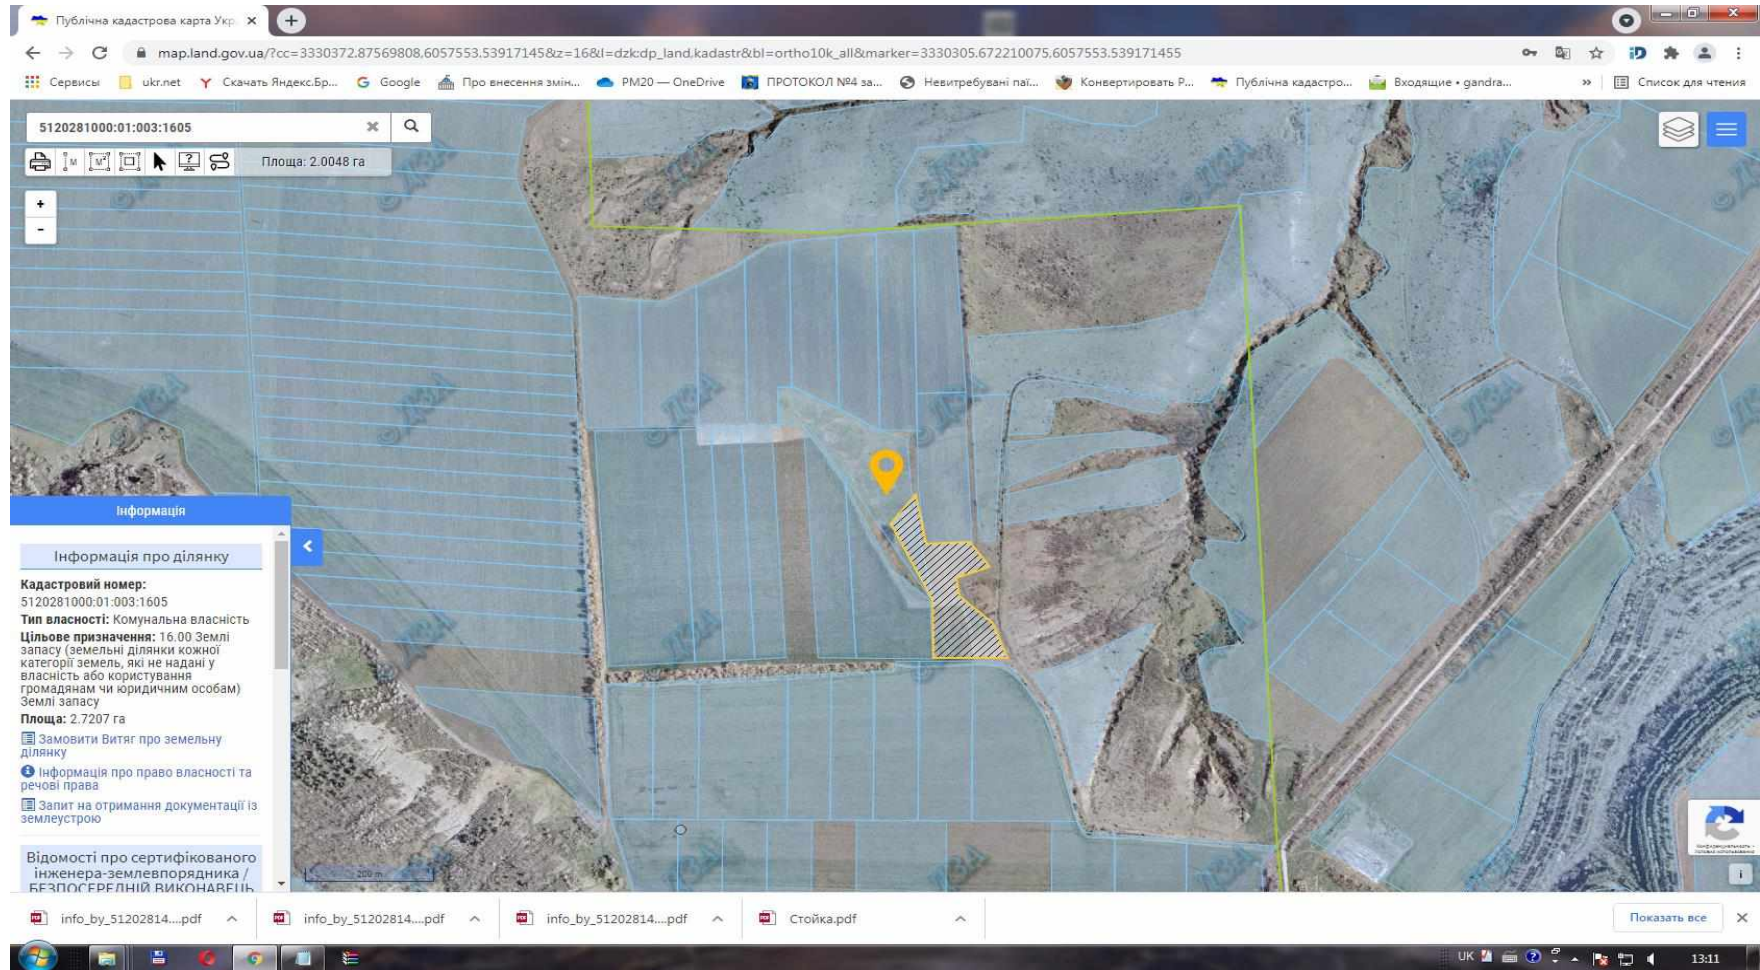 Публічна кадастрова карта Укр
map.land.gov.ua/?cc=3330372.87569808,6057553.53917145&z=16&l=dzk:dp_land,kadastr&bl=ortho10k_all&marker=3330305.672210075,6057553.539171455
Сервисы ukr.net Скачать Яндекс.Бр... Google Про внесення змін... PM20 — OneDrive ПРОТОКОЛ №4 за... Невитребувані паї... Конвертировать P... Публічна кадастро... Входящие • gandra... » Список для чтения
5120281000:01:003:1605
Площа: 2.0048 га
+
-
© ДЗЛА
Інформація
Інформація про ділянку
Кадастровий номер:
5120281000:01:003:1605
Тип власності: Комунальна власність
Цільове призначення: 16.00 Землі
запасу (земельні ділянки кожної
категорії земель, які не надані у
власність або користування
громадянам чи юридичним особам)
Землі запасу
Площа: 2.7207 га
Замовити Витяг про земельну
ділянку
Інформація про право власності та
речові права
Запит на отримання документації із
землеустрою
Відомості про сертифікованого
інженера-землевпорядника /
БЕЗПОСЕРЕДНІЙ ВИКОНАВЕЦЬ
200 m
info_by_51202814....pdf info_by_51202814....pdf info_by_51202814....pdf Стойка.pdf Показать все
UK 13:11